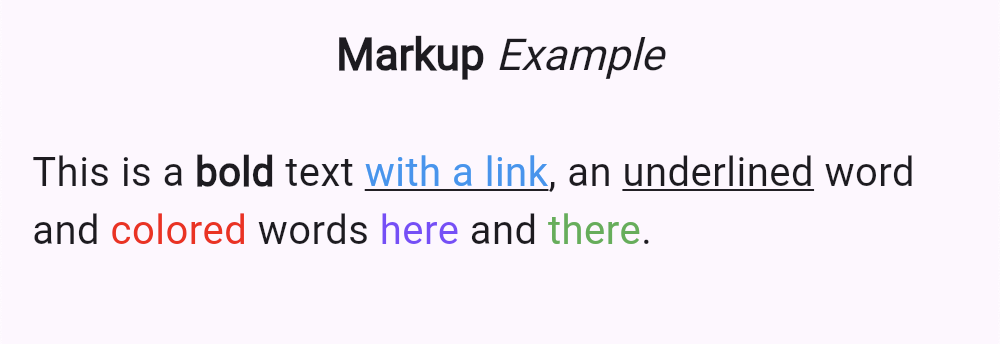 Markup Example
This is a bold text with a link, an underlined word
and colored words here and there.